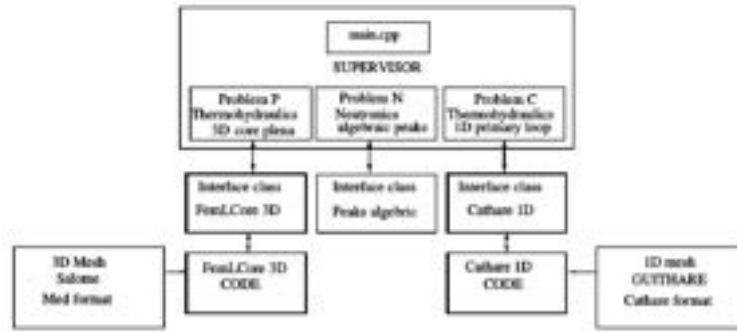 main.cpp
SUPERVISOR
Problem P
Thermohydraulics
3D core plena
Problem N
Neutronics
algebraic peaks
Problem C
Thermohydraulics
1D primary loop
Interface class
FemLCore 3D
Interface class
Peaks algebric
Interface class
Cathare 1D
3D Mesh
Salome
Med format
FemLCore 3D
CODE
Cathare 1D
CODE
1D mesh
GUITHARE
Cathare format